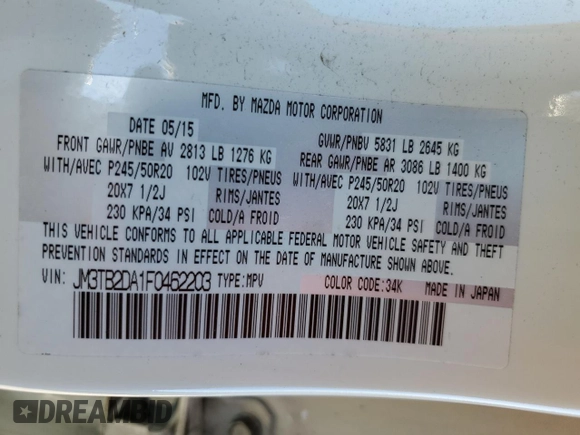 MFD. BY MAZDA MOTOR CORPORATION
DATE 05/15 GVWR/PNBV 5831 LB 2645 KG
FRONT GAWR/PNBE AV 2813 LB 1276 KG REAR GAWR/PNBE AR 3086 LB 1400 KG
WITH/AVEC P245/50R20 102V TIRES/PNEUS WITH/AVEC P245/50R20 102V TIRES/PNEUS
20X7 1/2J RIMS/JANTES 20X7 1/2J RIMS/JANTES
230 KPA/34 PSI COLD/A FROID 230 KPA/34 PSI COLD/A FROID
THIS VEHICLE CONFORMS TO ALL APPLICABLE FEDERAL MOTOR VEHICLE SAFETY AND THEFT
PREVENTION STANDARDS IN EFFECT ON THE DATE OF MANUFACTURE SHOWN ABOVE.
VIN: JM3TB2DA1F0462203 TYPE:MPV COLOR CODE:34K MADE IN JAPAN
DREAMBID